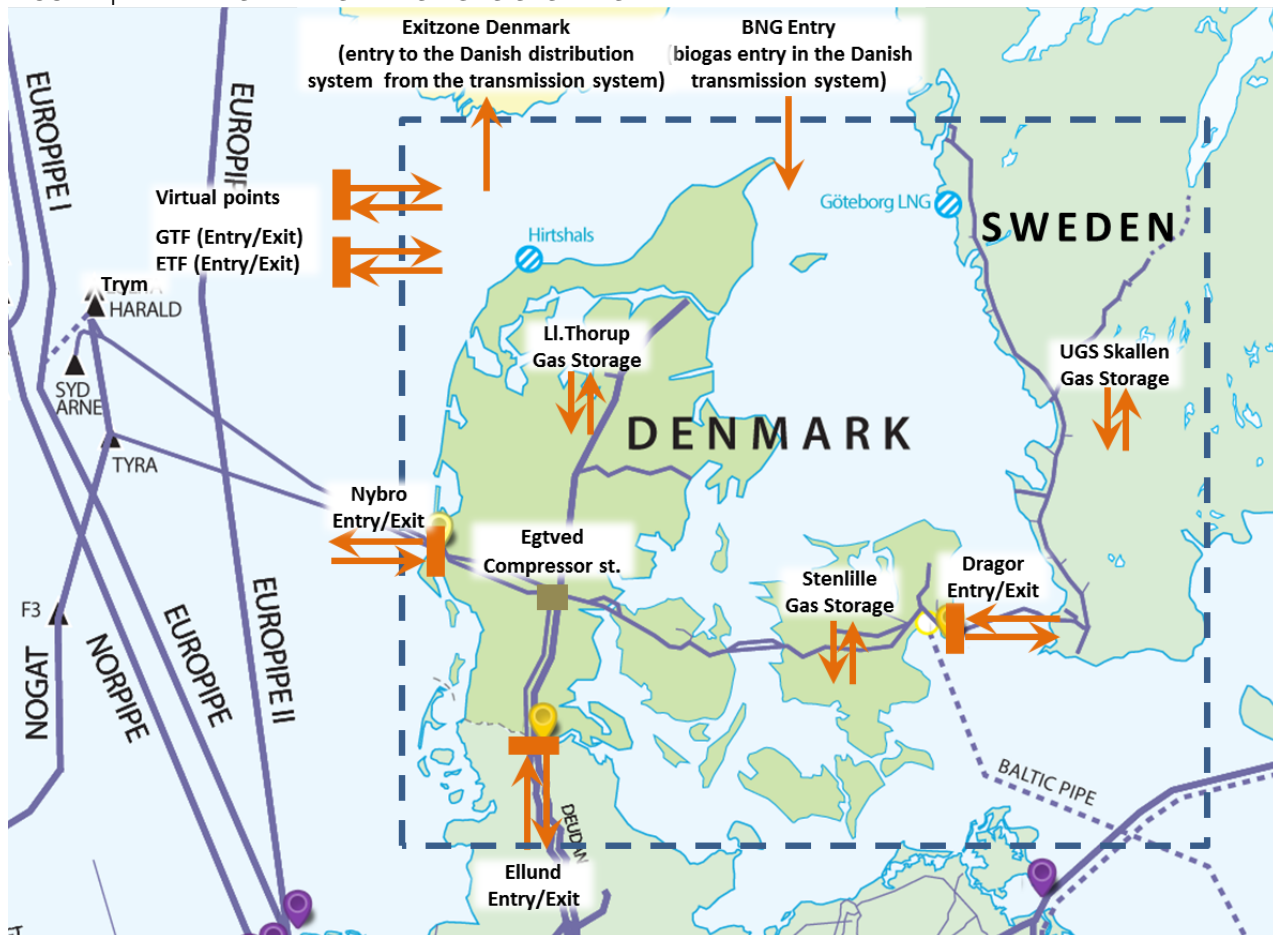 Exitzone Denmark
(entry to the Danish distribution
system from the transmission system)
BNG Entry
(biogas entry in the Danish
transmission system)
EUROPIPE I
EUROPIPE
Virtual points
GTF (Entry/Exit)
ETF (Entry/Exit)
Göteborg LNG
SWEDEN
Hirtshals
Trym
HARALD
Ll.Thorup
Gas Storage
UGS Skallen
Gas Storage
SYD
ARNE
DENMARK
TYRA
Nybro
Entry/Exit
Egtved
Compressor st.
Stenlille
Gas Storage
Dragor
Entry/Exit
F3
NOGAT
NORPIPE
EUROPIPE
EUROPIPE II
BALTIC PIPE
DEUDAN
Ellund
Entry/Exit